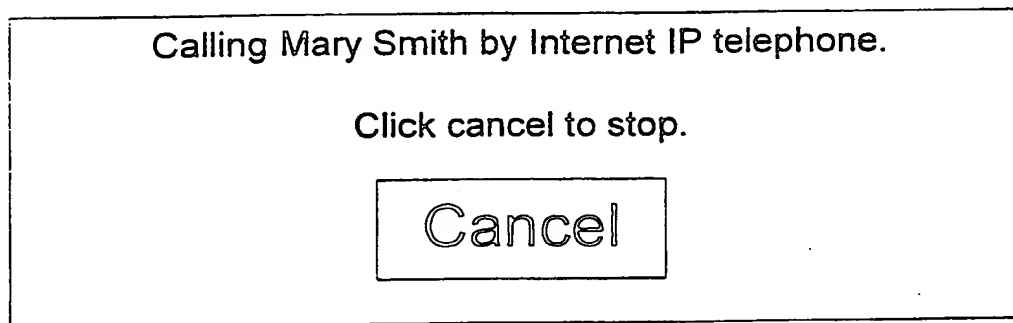 Calling Mary Smith by Internet IP telephone.
Click cancel to stop.
Cancel